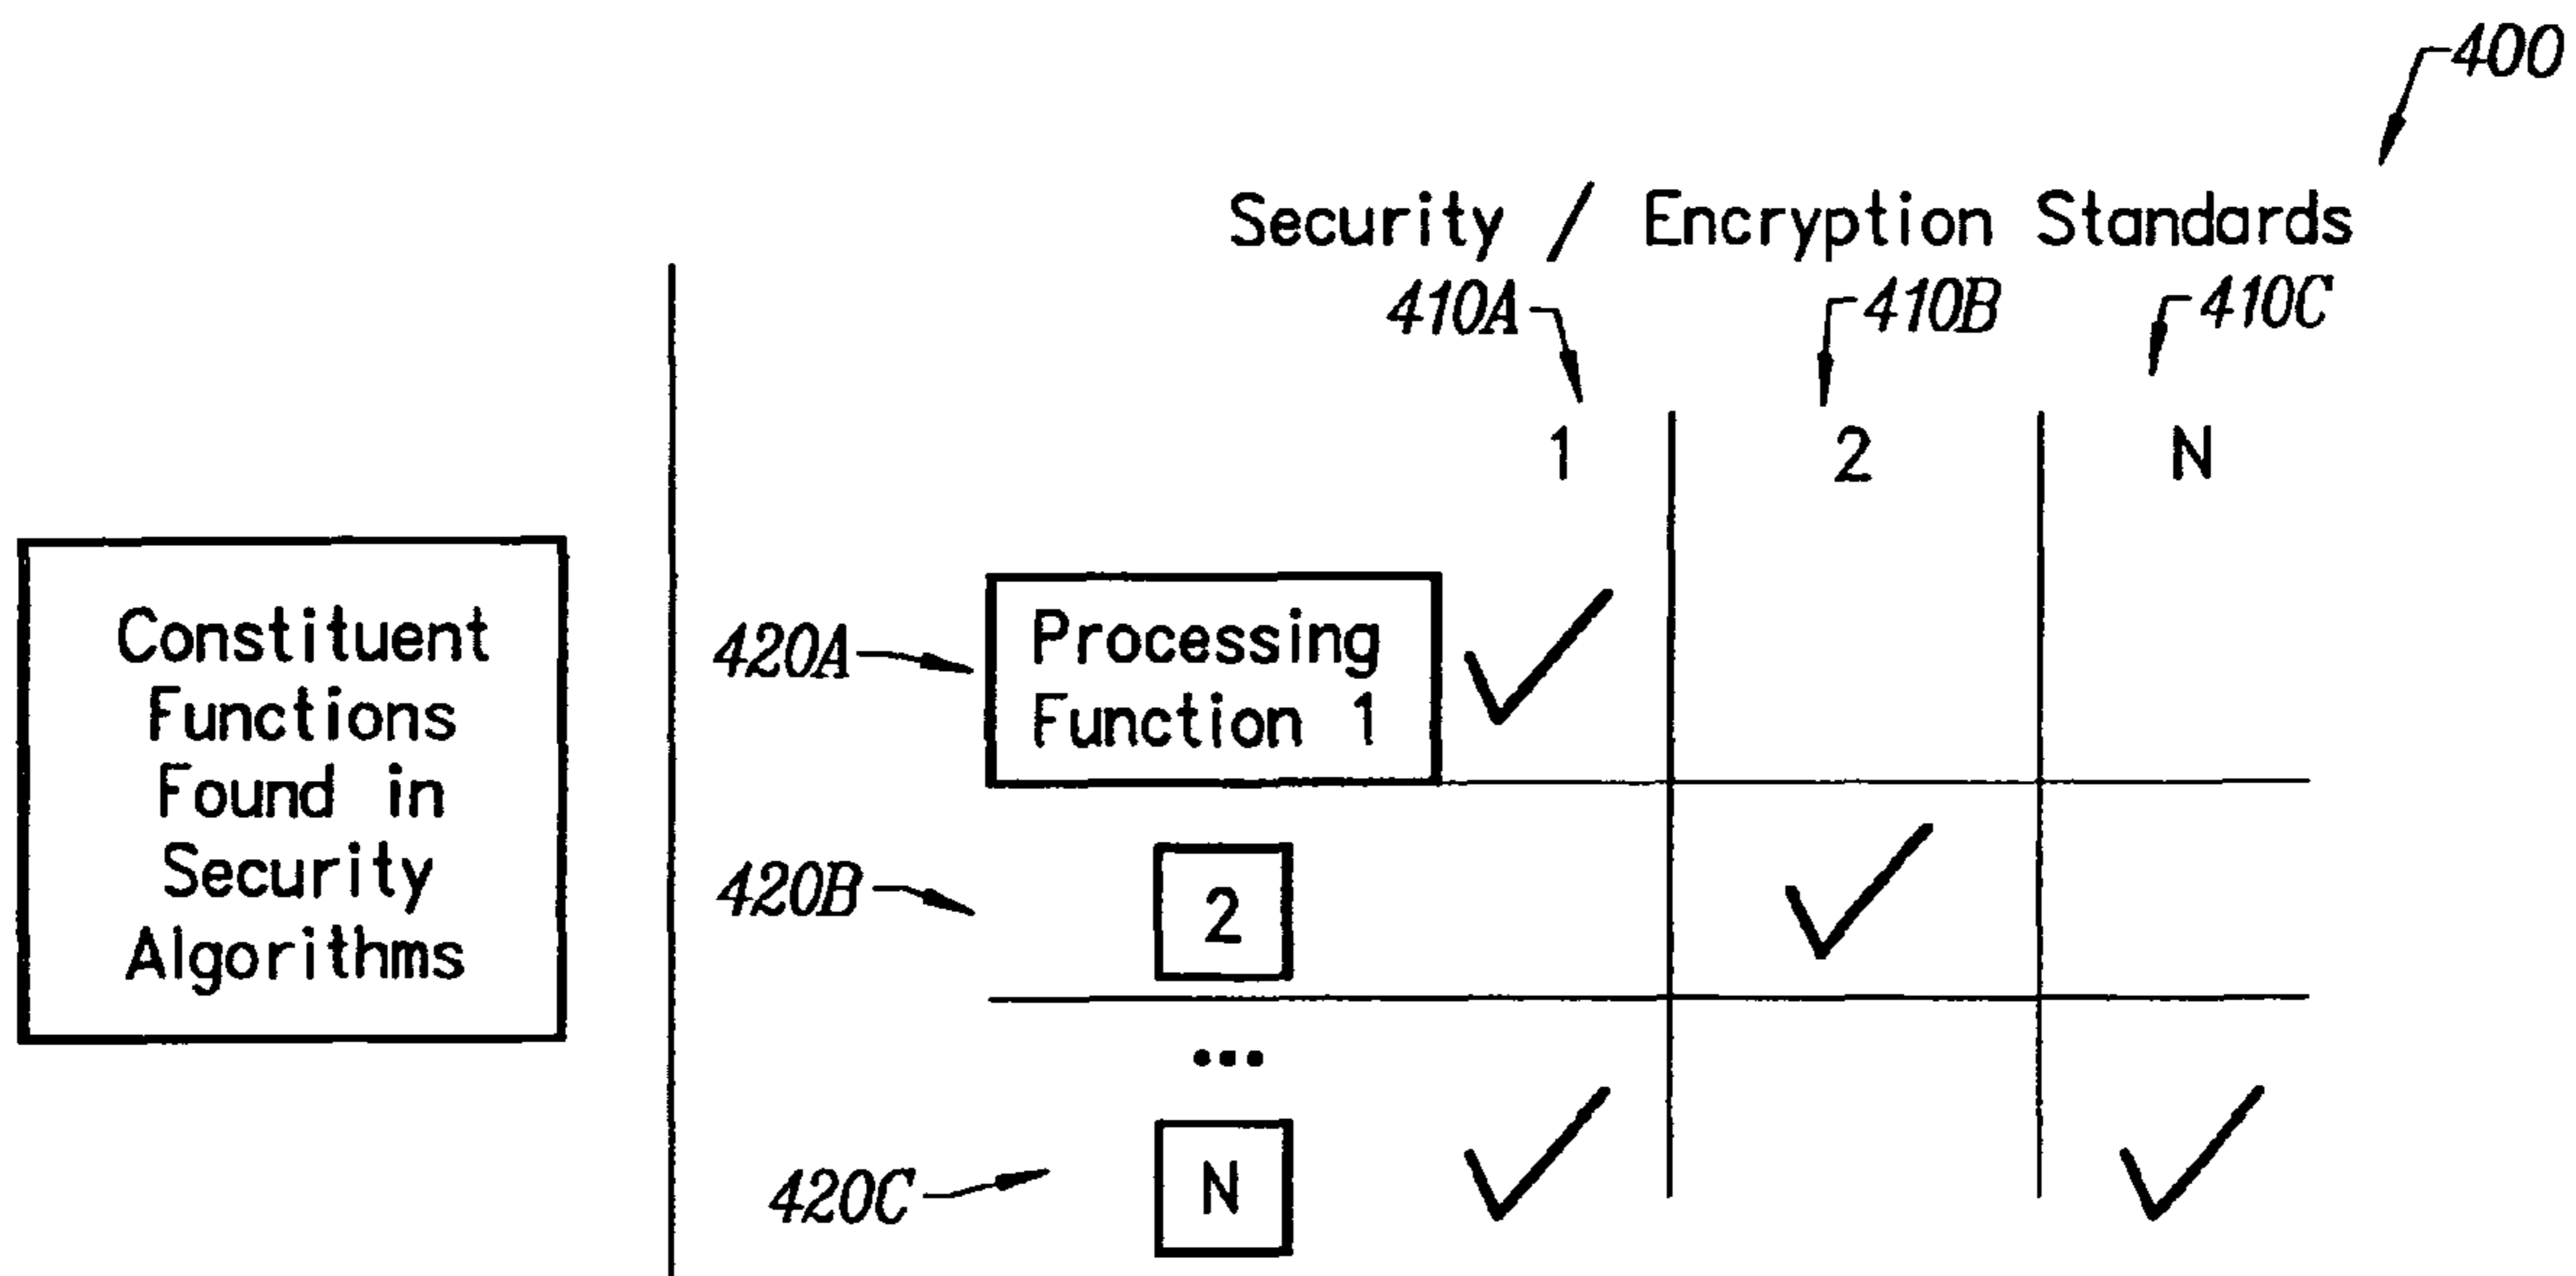 400
Security / Encryption Standards
410A 410B 410C
1 2 N
Constituent
Functions
Found in
Security
Algorithms
420A
Processing
Function 1
420B
2
...
420C
N